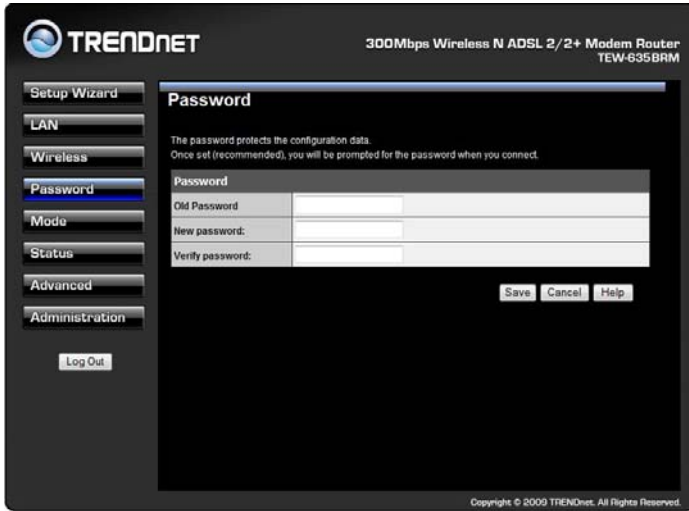 TRENDNET
300Mbps Wireless N ADSL 2/2+ Modem Router
TEW-635BRM
Setup Wizard
LAN
Wireless
Password
Mode
Status
Advanced
Administration
Log Out
Password
The password protects the configuration data.
Once set (recommended), you will be prompted for the password when you connect.
Password
Old Password
New password:
Verify password:
Save Cancel Help
Copyright © 2009 TRENDnet. All Rights Reserved.